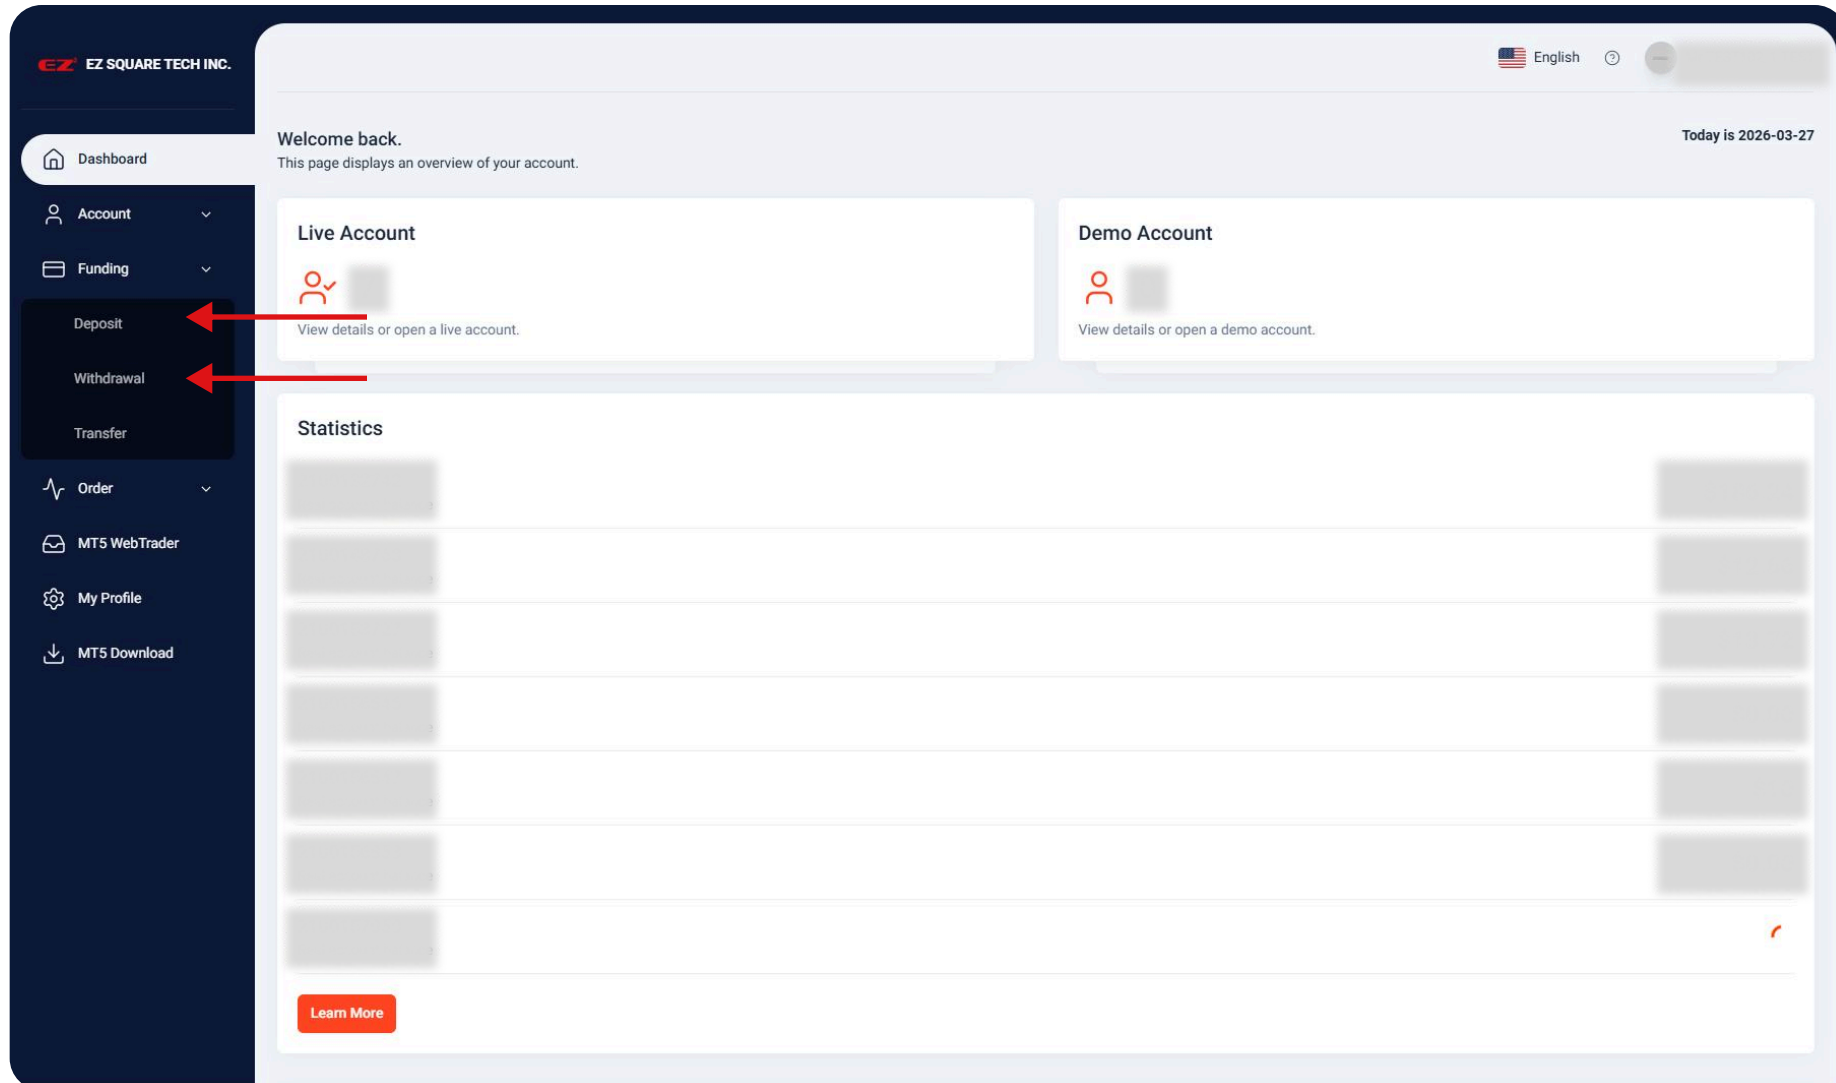 EZ EZ SQUARE TECH INC.
English
Welcome back.
Today is 2026-03-27
This page displays an overview of your account.
Dashboard
Account
Funding
Deposit
Withdrawal
Transfer
Order
MT5 WebTrader
My Profile
MT5 Download
Live Account
View details or open a live account.
Demo Account
View details or open a demo account.
Statistics
Learn More